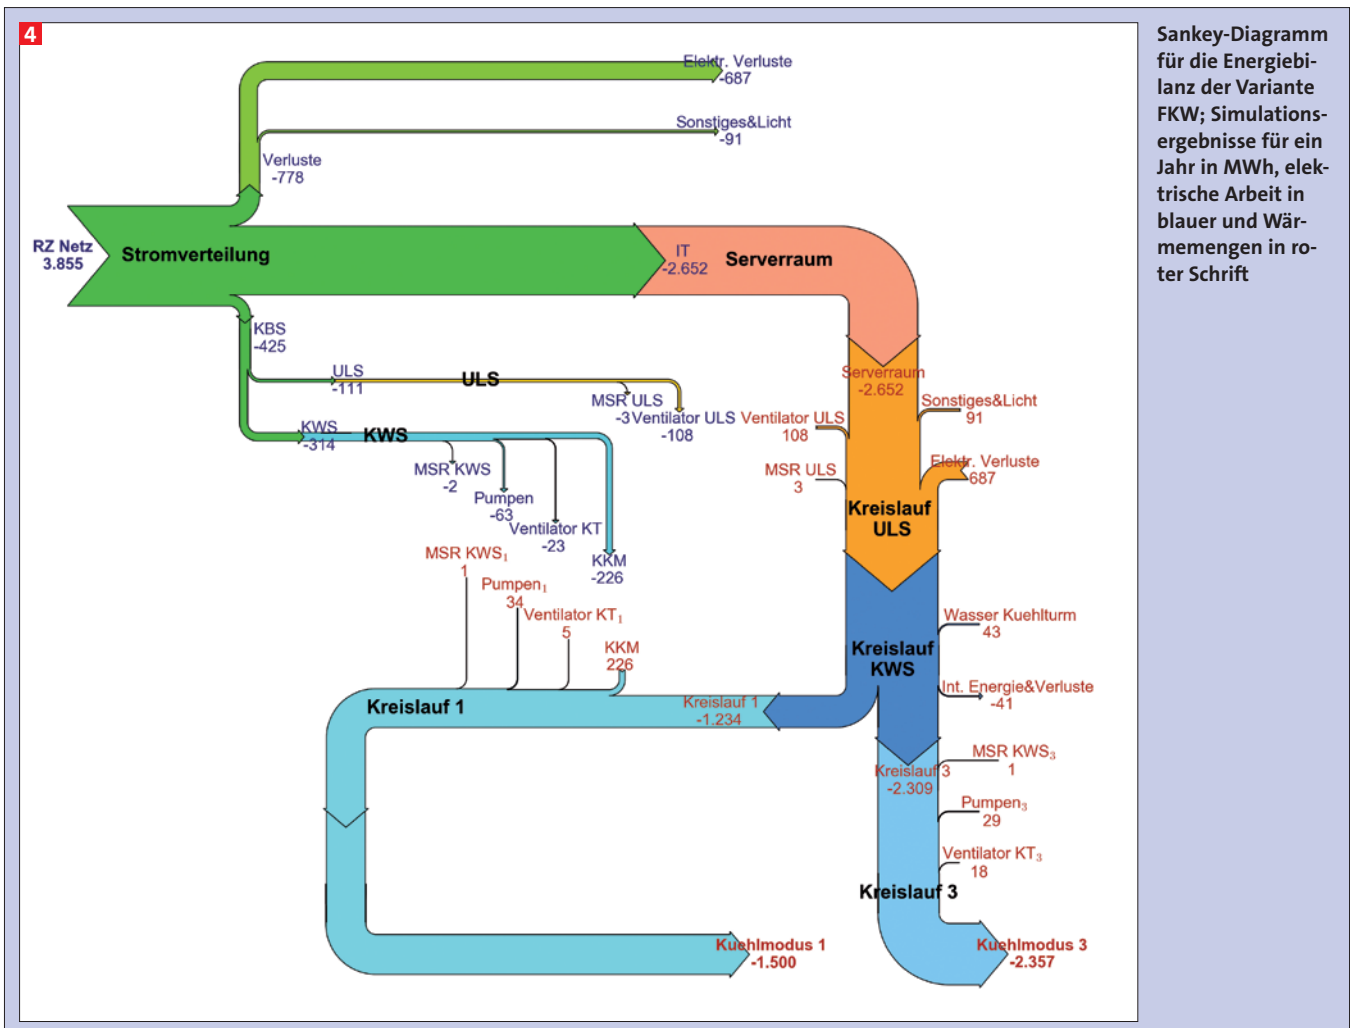 4
Sankey-Diagramm
für die Energiebi-
lanz der Variante
FKW; Simulations-
ergebnisse für ein
Jahr in MWh, elek-
trische Arbeit in
blauer und Wär-
memengen in ro-
ter Schrift
Elektr. Verluste
-687
Sonstiges&Licht
-91
Verluste
-778
RZ Netz
3.855
Stromverteilung
IT
-2.652
Serverraum
KBS
-425
ULS
-111
ULS
MSR ULS
-3
Ventilator ULS
-108
KWS
-314
KWS
MSR KWS
-2
Pumpen
-63
Ventilator KT
-23
KKM
-226
Serverraum
-2.652
Sonstiges&Licht
91
Ventilator ULS
108
Elektr. Verluste
687
MSR ULS
3
Kreislauf
ULS
MSR KWS₁
1
Pumpen₁
34
Ventilator KT₁
5
KKM
226
Wasser Kuehlturm
43
Kreislauf
KWS
Int. Energie&Verluste
-41
Kreislauf 1
Kreislauf 1
-1.234
MSR KWS₃
1
Kreislauf 3
-2.309
Pumpen₃
29
Ventilator KT₃
18
Kreislauf 3
Kuehlmodus 1
-1.500
Kuehlmodus 3
-2.357